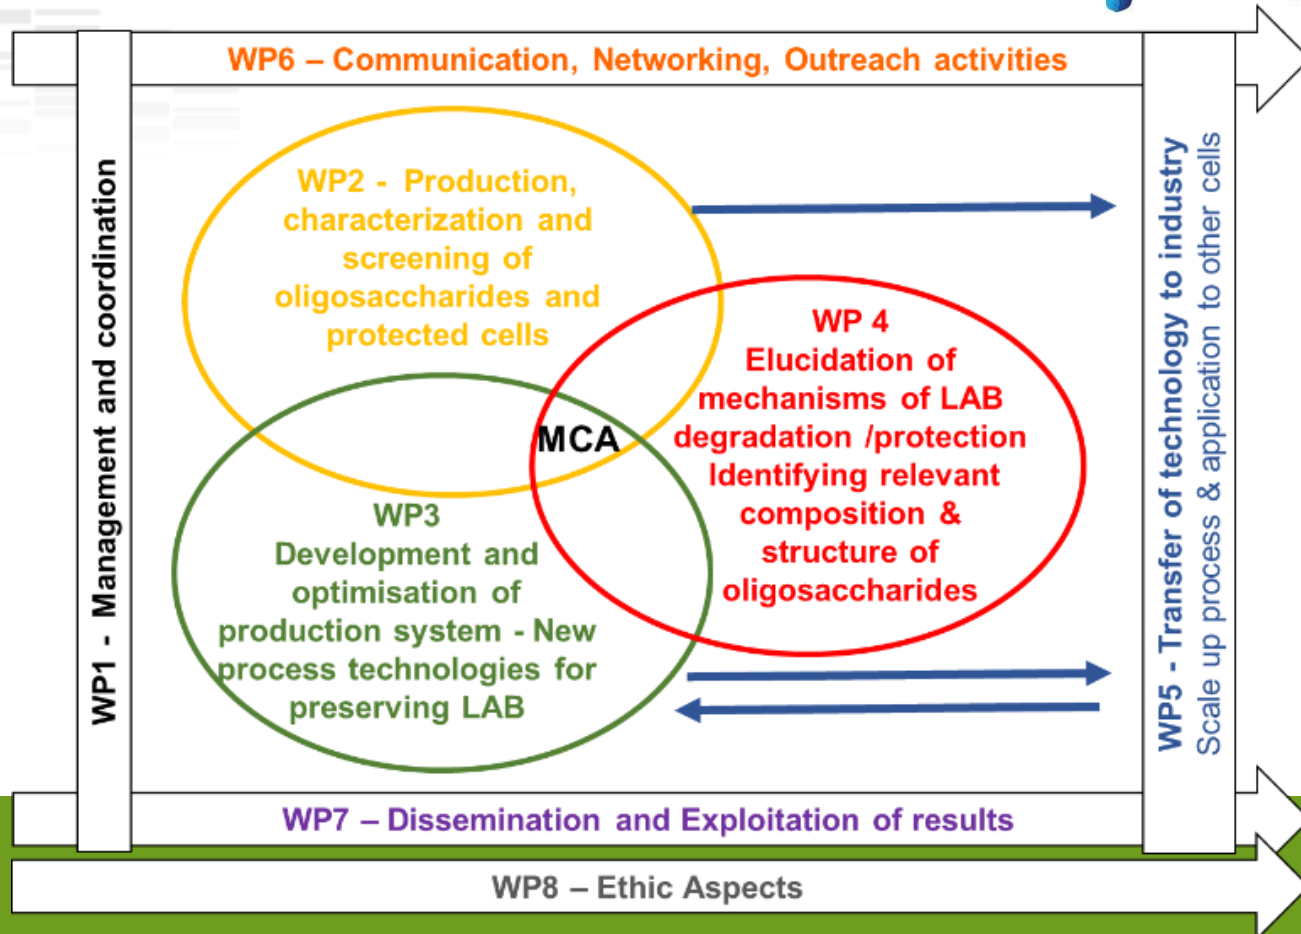 WP6 – Communication, Networking, Outreach activities
WP1 - Management and coordination
WP2 - Production,
characterization and
screening of
oligosaccharides and
protected cells
WP 4
Elucidation of
mechanisms of LAB
degradation /protection
Identifying relevant
composition &
structure of
oligosaccharides
MCA
WP3
Development and
optimisation of
production system - New
process technologies for
preserving LAB
WP5 - Transfer of technology to industry
Scale up process & application to other cells
WP7 – Dissemination and Exploitation of results
WP8 – Ethic Aspects